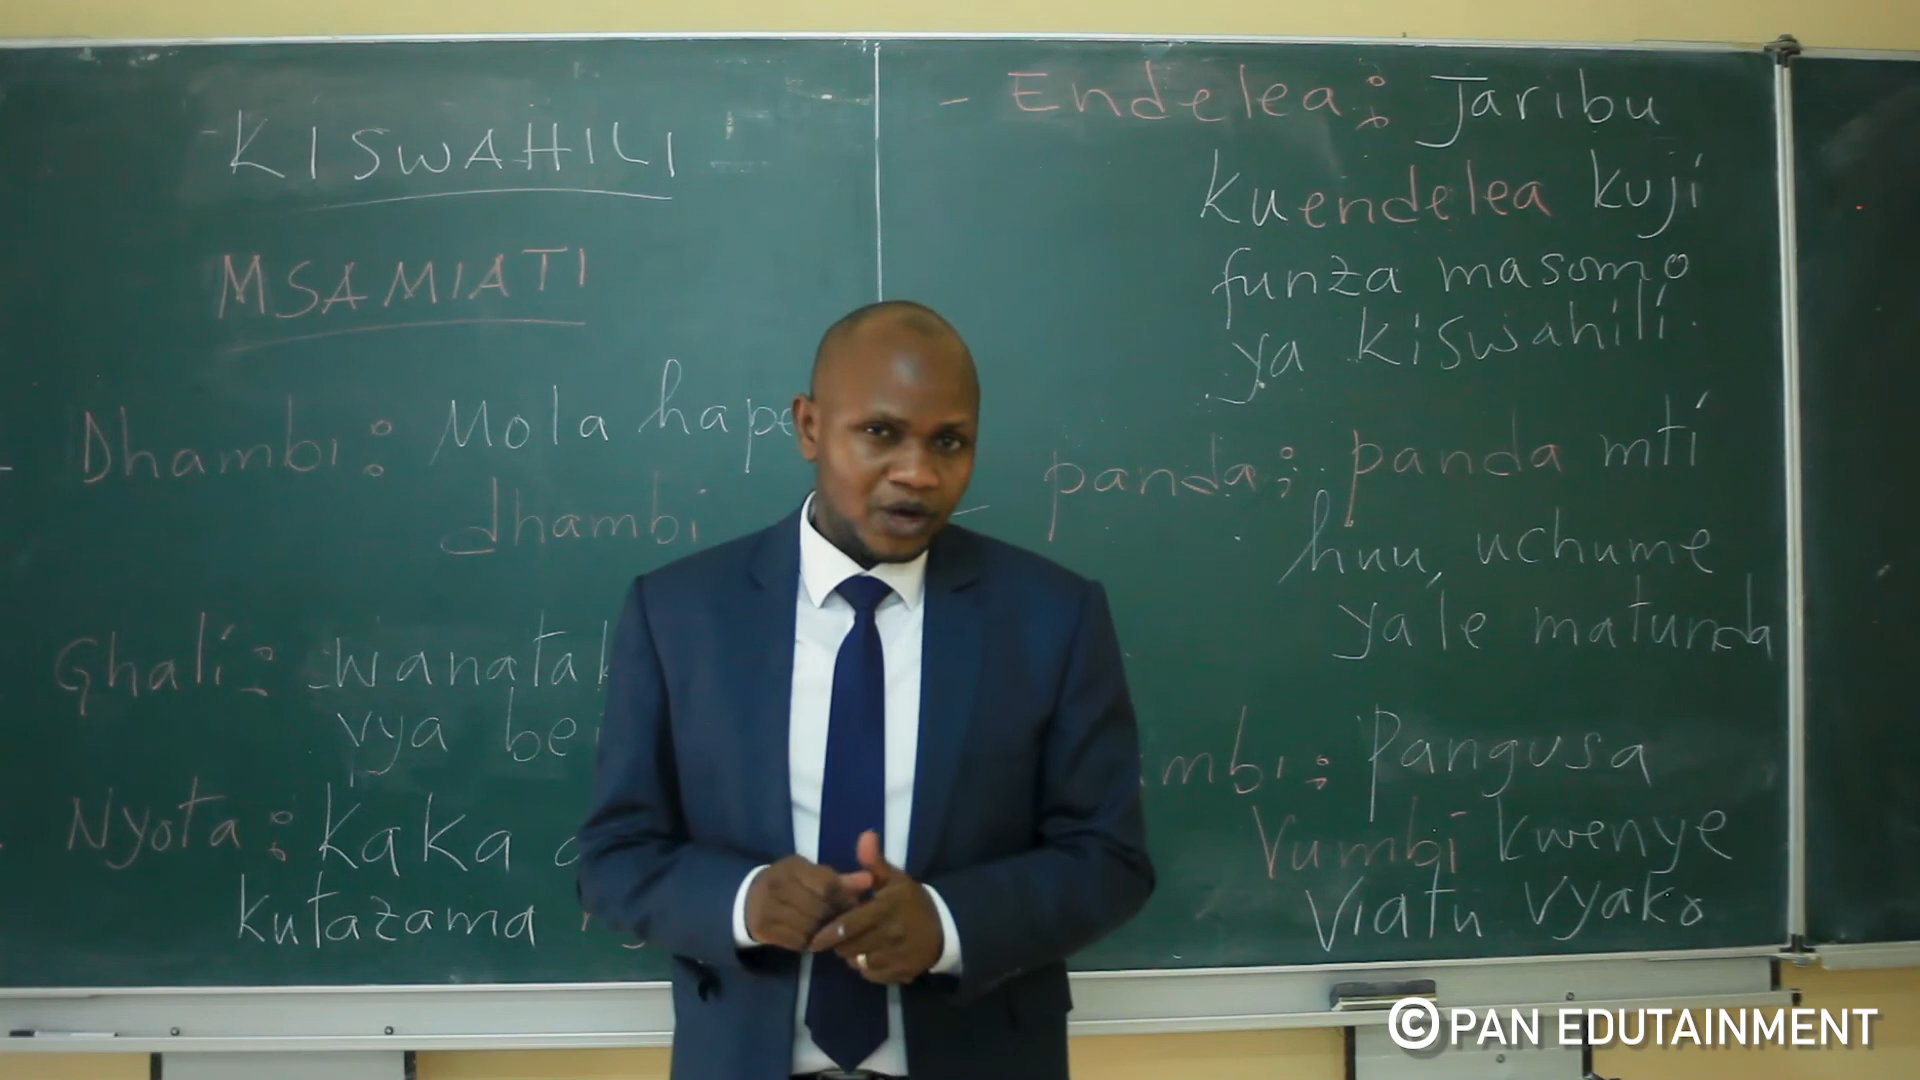 KISWAHILI
MSAMIATI
- Dhambi: Mola hape
dhambi
Ghali: wanatak
vya bei
Nyota: Kaka a
kutazama
- Endelea: Jaribu
kuendelea kuji
funza masomo
ya kiswahili.
- panda: panda mti
huu, uchume
yale matunda
mbi: Pangusa
Vumbi kwenye
Viatu vyako
© PAN EDUTAINMENT